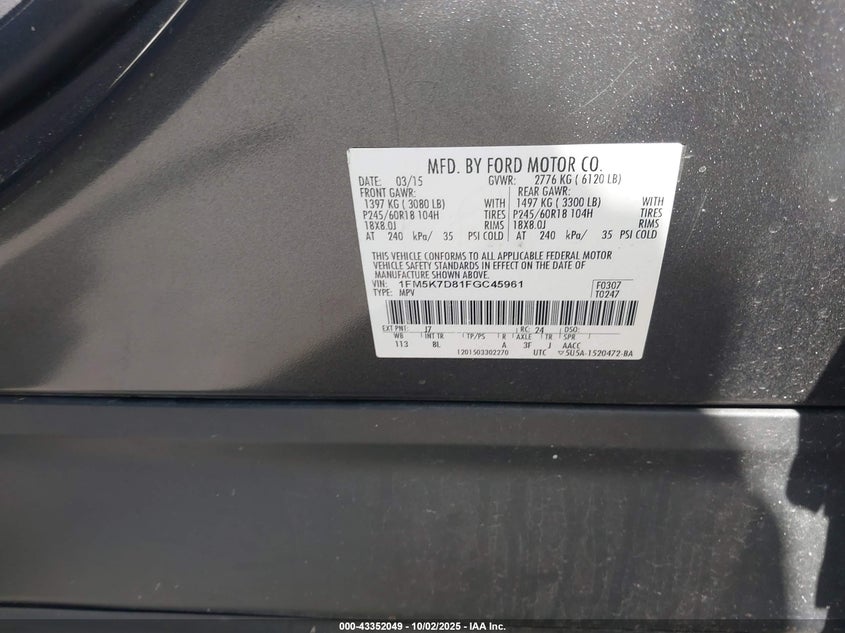 MFD. BY FORD MOTOR CO.
DATE: 03/15 GVWR: 2776 KG ( 6120 LB)
FRONT GAWR: REAR GAWR:
1397 KG ( 3080 LB) WITH 1497 KG ( 3300 LB) WITH
P245/60R18 104H TIRES P245/60R18 104H TIRES
18X8.0J RIMS 18X8.0J RIMS
AT 240 kPa/ 35 PSI COLD AT 240 kPa/ 35 PSI COLD
THIS VEHICLE CONFORMS TO ALL APPLICABLE FEDERAL MOTOR
VEHICLE SAFETY STANDARDS IN EFFECT ON THE DATE OF
MANUFACTURE SHOWN ABOVE.
VIN: 1FM5K7D81FGC45961 F0307
TYPE: MPV T0247
EXT PNT: J7 RC: 24 DSO:
WB INT TR TP/PS R AXLE TR SPR
113 8L A 3F J AACC
1201503302270 UTC ▽5U5A-1520472-BA
000-43352049 - 10/02/2025 - IAA Inc.